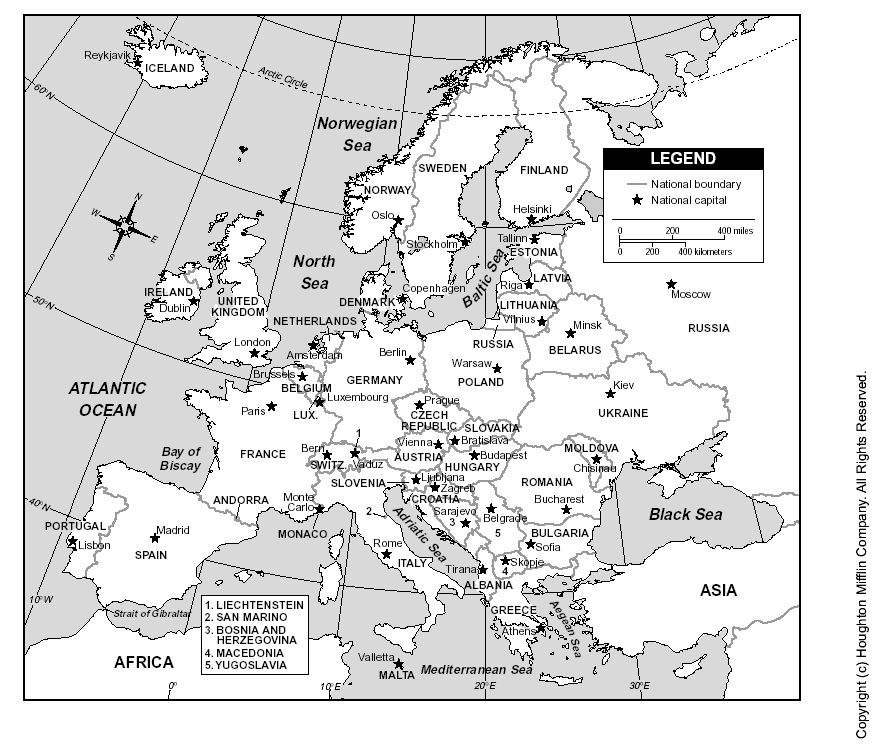 Reykjavik
ICELAND
Arctic Circle
60°N
Norwegian
Sea
SWEDEN
FINLAND
NORWAY
Oslo
Helsinki
LEGEND
National boundary
National capital
0 200 400 miles
0 200 400 kilometers
N
W
E
S
Stockholm
Tallinn
ESTONIA
North
Sea
Baltic Sea
Riga
LATVIA
Moscow
RUSSIA
IRELAND
Dublin
UNITED
KINGDOM
DENMARK
Copenhagen
LITHUANIA
Vilnius
50°N
NETHERLANDS
RUSSIA
Minsk
BELARUS
London
Amsterdam
Berlin
Warsaw
POLAND
Brussels
BELGIUM
GERMANY
ATLANTIC
OCEAN
Luxembourg
LUX.
Paris
Prague
CZECH
REPUBLIC
Kiev
UKRAINE
SLOVAKIA
1
Vienna
Bratislava
Bay of
Biscay
FRANCE
Bern
SWITZ.
Vaduz
AUSTRIA
Budapest
HUNGARY
MOLDOVA
Chisinau
SLOVENIA
Ljubljana
Zagreb
CROATIA
ROMANIA
Bucharest
40°N
ANDORRA
Monte
Carlo
MONACO
2
Sarajevo
3
Belgrade
5
Black Sea
PORTUGAL
Lisbon
Madrid
SPAIN
Adriatic Sea
BULGARIA
Sofia
Rome
ITALY
Tirana
Skopje
4
ALBANIA
ASIA
10°W
Strait of Gibraltar
1. LIECHTENSTEIN
2. SAN MARINO
3. BOSNIA AND
HERZEGOVINA
4. MACEDONIA
5. YUGOSLAVIA
GREECE
Athens
Aegean Sea
AFRICA
Valletta
MALTA
Mediterranean Sea
0°
10°E
20°E
30°E
Copyright (c) Houghton Mifflin Company. All Rights Reserved.